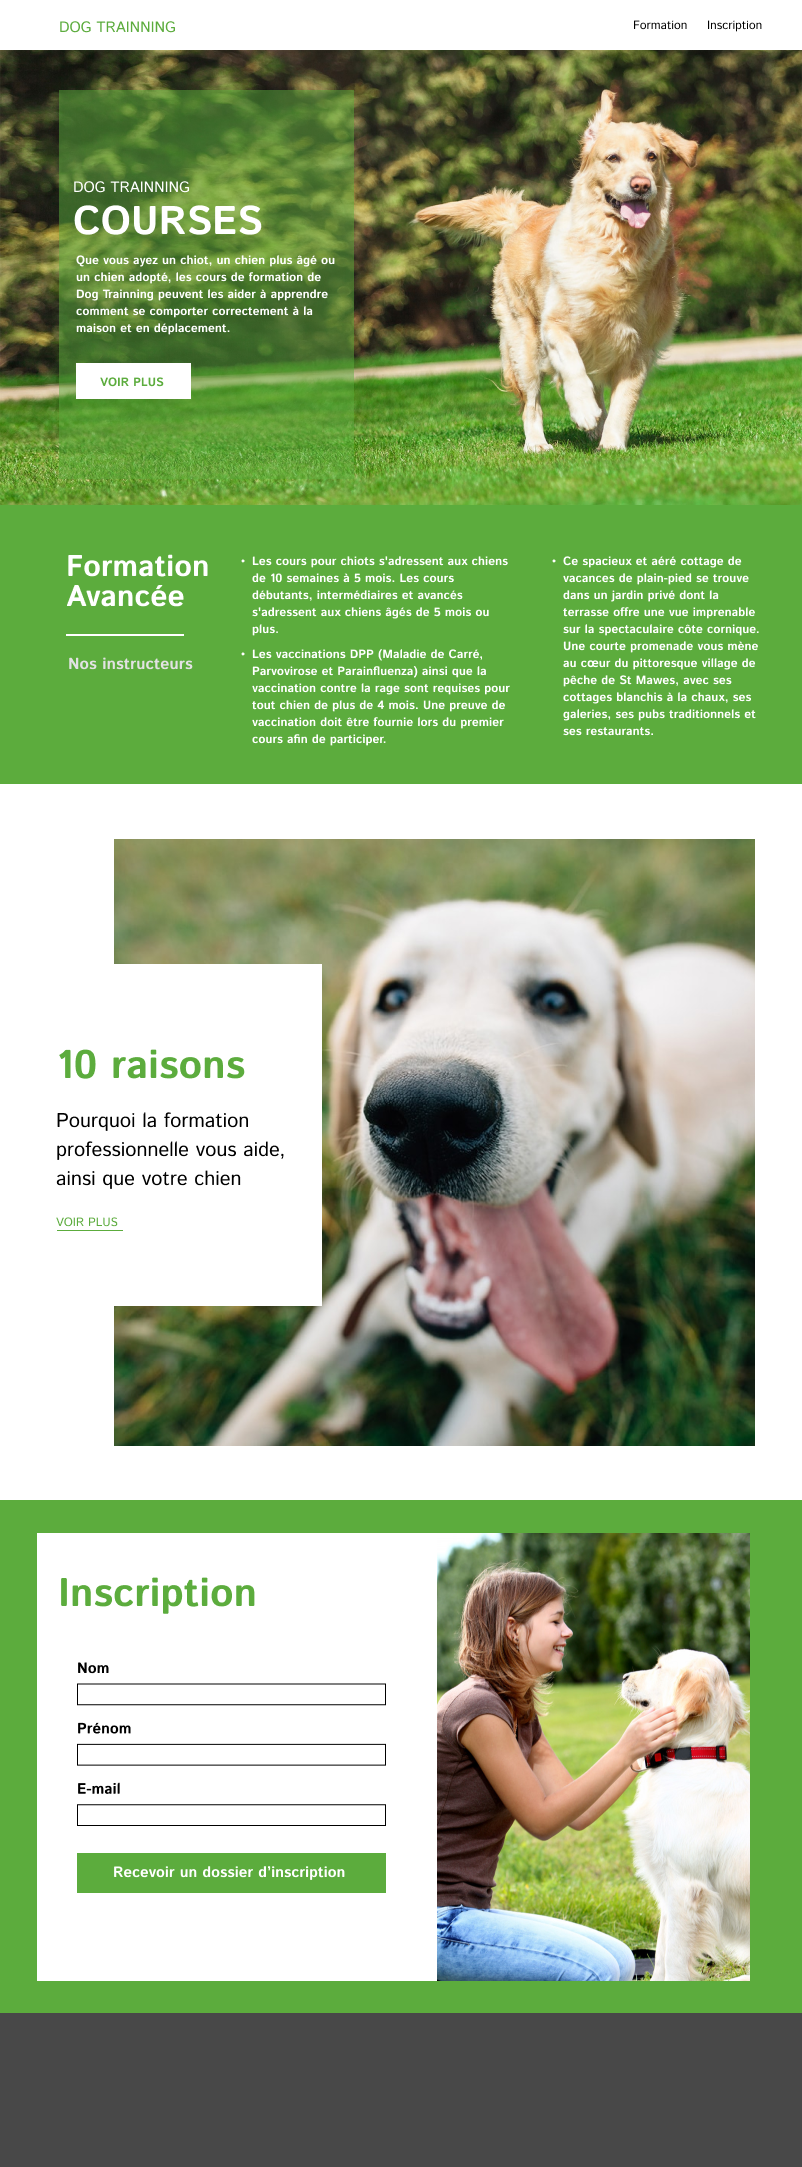 DOG TRAINNING
Formation
Inscription
DOG TRAINNING
COURSES
Que vous ayez un chiot, un chien plus âgé ou
un chien adopté, les cours de formation de
Dog Trainning peuvent les aider à apprendre
comment se comporter correctement à la
maison et en déplacement.
VOIR PLUS
Formation
Avancée
Nos instructeurs
• Les cours pour chiots s'adressent aux chiens
de 10 semaines à 5 mois. Les cours
débutants, intermédiaires et avancés
s'adressent aux chiens âgés de 5 mois ou
plus.
• Les vaccinations DPP (Maladie de Carré,
Parvovirose et Parainfluenza) ainsi que la
vaccination contre la rage sont requises pour
tout chien de plus de 4 mois. Une preuve de
vaccination doit être fournie lors du premier
cours afin de participer.
• Ce spacieux et aéré cottage de
vacances de plain-pied se trouve
dans un jardin privé dont la
terrasse offre une vue imprenable
sur la spectaculaire côte cornique.
Une courte promenade vous mène
au cœur du pittoresque village de
pêche de St Mawes, avec ses
cottages blanchis à la chaux, ses
galeries, ses pubs traditionnels et
ses restaurants.
10 raisons
Pourquoi la formation
professionnelle vous aide,
ainsi que votre chien
VOIR PLUS
Inscription
Nom
Prénom
E-mail
Recevoir un dossier d'inscription